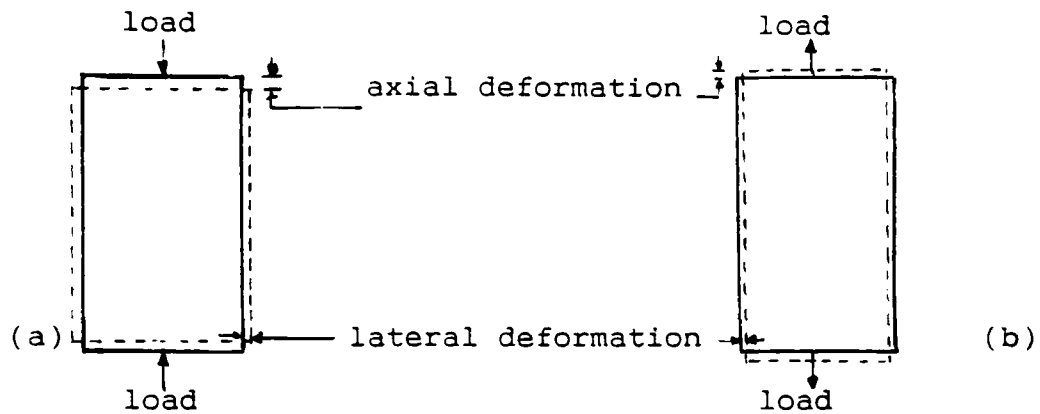 load
load
axial deformation
(a)
lateral deformation
(b)
load
load